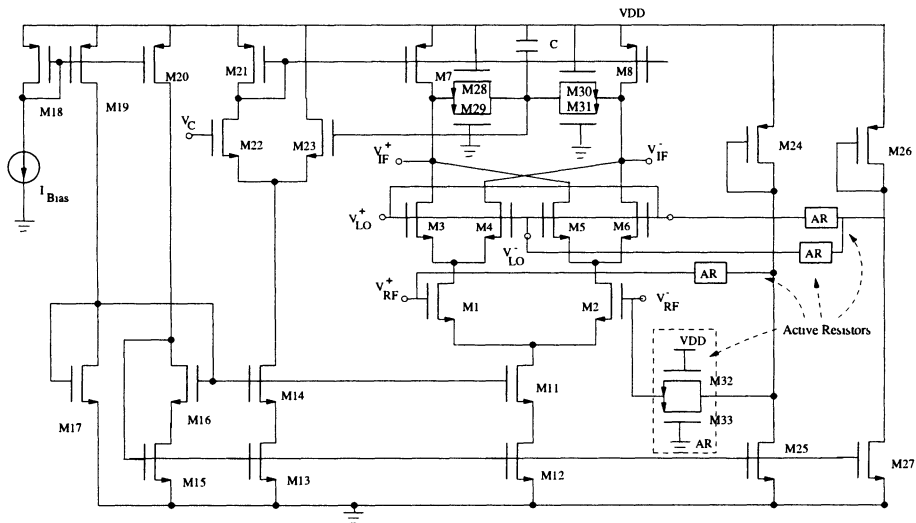 VDD
C
M18
M19
M20
M21
M7
M28
M29
M30
M31
M8
V_C
M22
M23
M24
M26
I_Bias
V_IF^+
V_IF^-
V_LO^+
M3
M4
M5
M6
V_LO^-
AR
AR
AR
V_RF^+
M1
M2
V_RF^-
Active Resistors
VDD
M32
M33
AR
M17
M16
M14
M11
M15
M13
M12
M25
M27